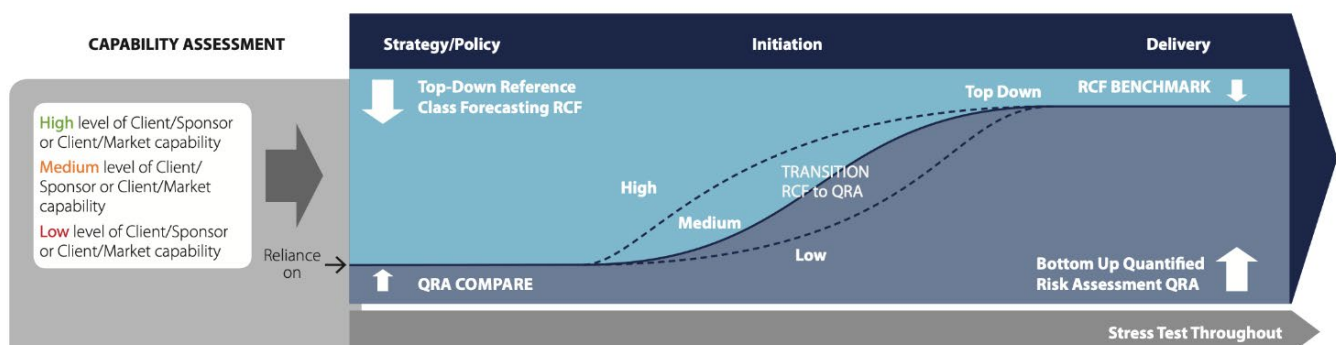 CAPABILITY ASSESSMENT
Strategy/Policy
Initiation
Delivery
High level of Client/Sponsor
or Client/Market capability
Medium level of Client/
Sponsor or Client/Market
capability
Low level of Client/Sponsor
or Client/Market capability
Reliance
on
Top-Down Reference
Class Forecasting RCF
Top Down
RCF BENCHMARK
High
TRANSITION
RCF to QRA
Medium
Low
QRA COMPARE
Bottom Up Quantified
Risk Assessment QRA
Stress Test Throughout